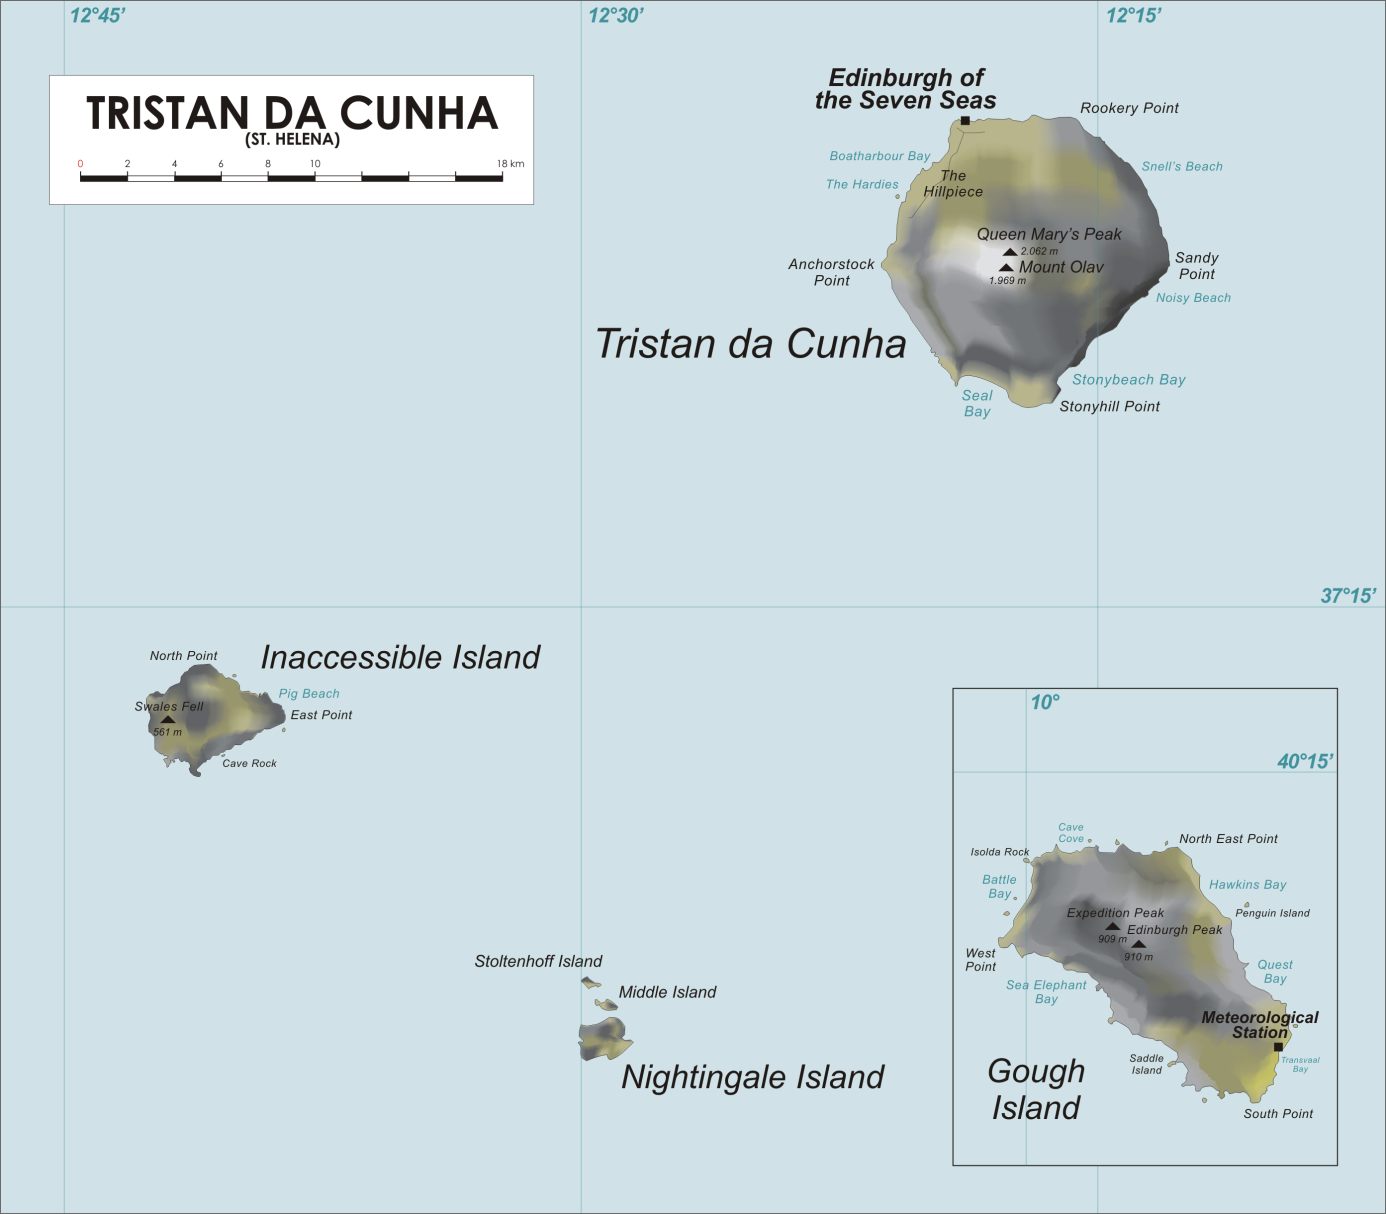 12°45’
12°30’
12°15’
TRISTAN DA CUNHA
(ST. HELENA)
0 2 4 6 8 10 18 km
Edinburgh of
the Seven Seas
Rookery Point
Boatharbour Bay
Snell’s Beach
The Hardies
The
Hillpiece
Queen Mary’s Peak
2.062 m
Mount Olav
1.969 m
Anchorstock
Point
Sandy
Point
Noisy Beach
Tristan da Cunha
Stonybeach Bay
Seal
Bay
Stonyhill Point
37°15’
North Point
Inaccessible Island
Pig Beach
Swales Fell
561 m
East Point
Cave Rock
Stoltenhoff Island
Middle Island
Nightingale Island
10°
40°15’
Cave
Cove
North East Point
Isolda Rock
Battle
Bay
Hawkins Bay
Expedition Peak
909 m
Penguin Island
Edinburgh Peak
910 m
West
Point
Quest
Bay
Sea Elephant
Bay
Meteorological
Station
Saddle
Island
Transvaal
Bay
Gough
Island
South Point